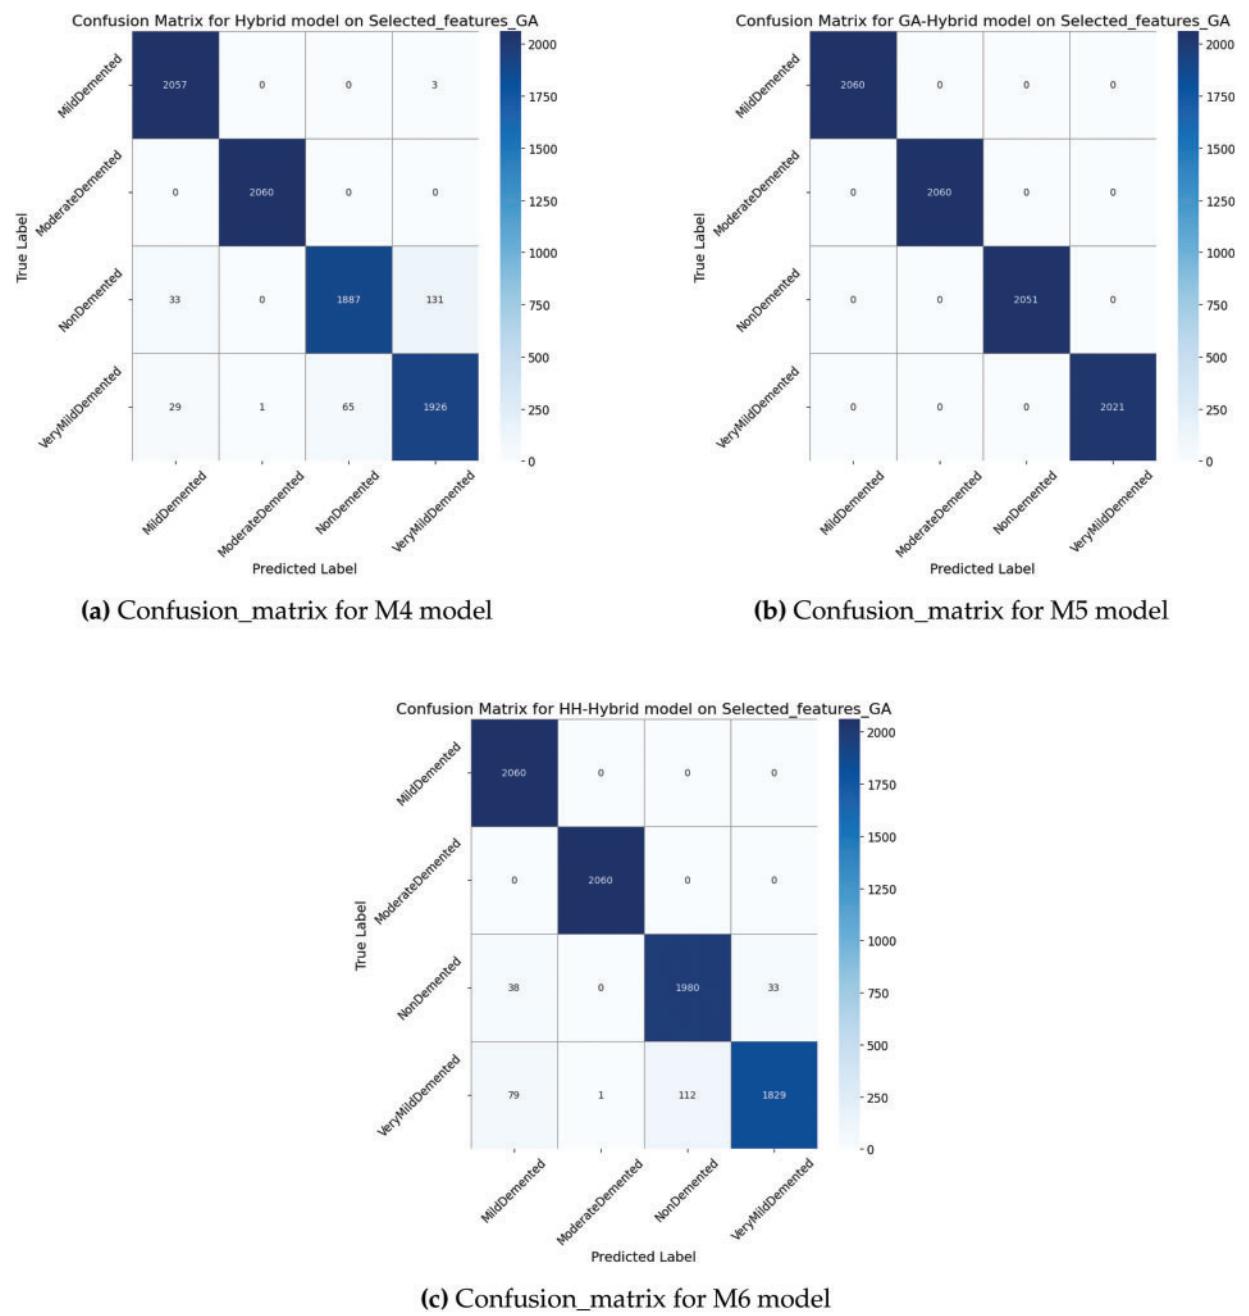 Confusion Matrix for Hybrid model on Selected_features_GA
True Label
MildDemented
ModerateDemented
NonDemented
VeryMildDemented
2057 0 0 3
0 2060 0 0
33 0 1887 131
29 1 65 1926
2000
1750
1500
1250
1000
750
500
250
0
MildDemented
ModerateDemented
NonDemented
VeryMildDemented
Predicted Label
(a) Confusion_matrix for M4 model
Confusion Matrix for GA-Hybrid model on Selected_features_GA
True Label
MildDemented
ModerateDemented
NonDemented
VeryMildDemented
2060 0 0 0
0 2060 0 0
0 0 2051 0
0 0 0 2021
2000
1750
1500
1250
1000
750
500
250
0
MildDemented
ModerateDemented
NonDemented
VeryMildDemented
Predicted Label
(b) Confusion_matrix for M5 model
Confusion Matrix for HH-Hybrid model on Selected_features_GA
True Label
MildDemented
ModerateDemented
NonDemented
VeryMildDemented
2060 0 0 0
0 2060 0 0
38 0 1980 33
79 1 112 1829
2000
1750
1500
1250
1000
750
500
250
0
MildDemented
ModerateDemented
NonDemented
VeryMildDemented
Predicted Label
(c) Confusion_matrix for M6 model